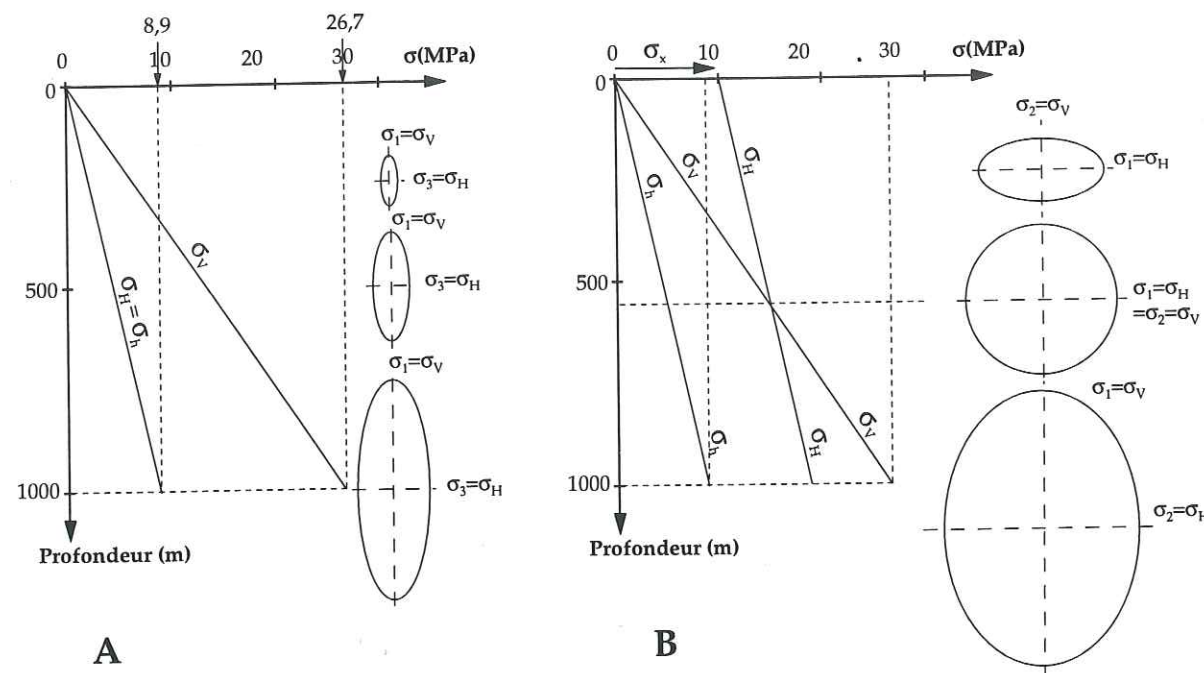 8,9 26,7
0 10 20 30 σ(MPa)
0
500
1000
σH=σh
σV
σ1=σV
σ3=σH
σ1=σV
σ3=σH
σ1=σV
σ3=σH
Profondeur (m)
A
0 σx 10 20 30 σ(MPa)
0
500
1000
σh
σV
σH
σh
σH
σV
σ2=σV
σ1=σH
σ1=σH
=σ2=σV
σ1=σV
σ2=σH
Profondeur (m)
B